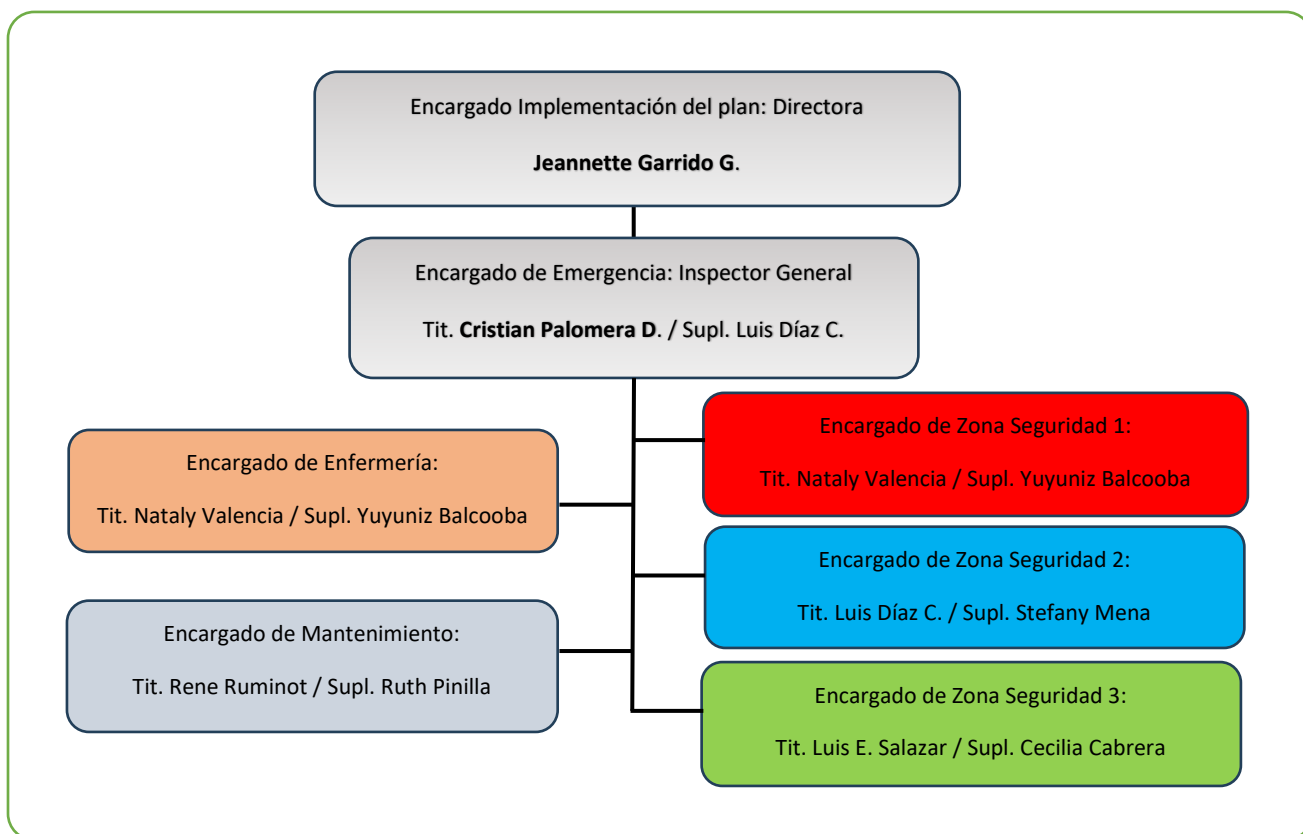 Encargado Implementación del plan: Directora
Jeannette Garrido G.
Encargado de Emergencia: Inspector General
Tit. Cristian Palomera D. / Supl. Luis Díaz C.
Encargado de Enfermería:
Tit. Nataly Valencia / Supl. Yuyuniz Balcooba
Encargado de Mantenimiento:
Tit. Rene Ruminot / Supl. Ruth Pinilla
Encargado de Zona Seguridad 1:
Tit. Nataly Valencia / Supl. Yuyuniz Balcooba
Encargado de Zona Seguridad 2:
Tit. Luis Díaz C. / Supl. Stefany Mena
Encargado de Zona Seguridad 3:
Tit. Luis E. Salazar / Supl. Cecilia Cabrera